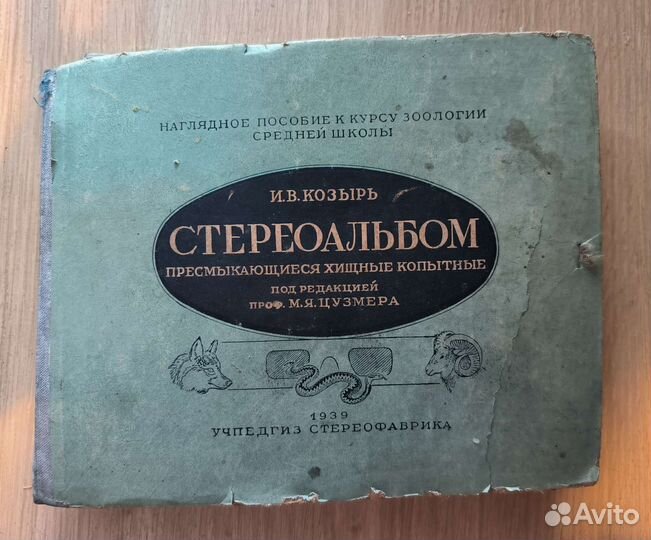 НАГЛЯДНОЕ ПОСОБИЕ К КУРСУ ЗООЛОГИИ
СРЕДНЕЙ ШКОЛЫ
И.В. КОЗЫРЬ
СТЕРЕОАЛЬБОМ
ПРЕСМЫКАЮЩИЕСЯ ХИЩНЫЕ КОПЫТНЫЕ
ПОД РЕДАКЦИЕЙ
ПРОФ. М.Я. ЦУЗМЕРА
1939
УЧПЕДГИЗ СТЕРЕОФАБРИКА
Avito